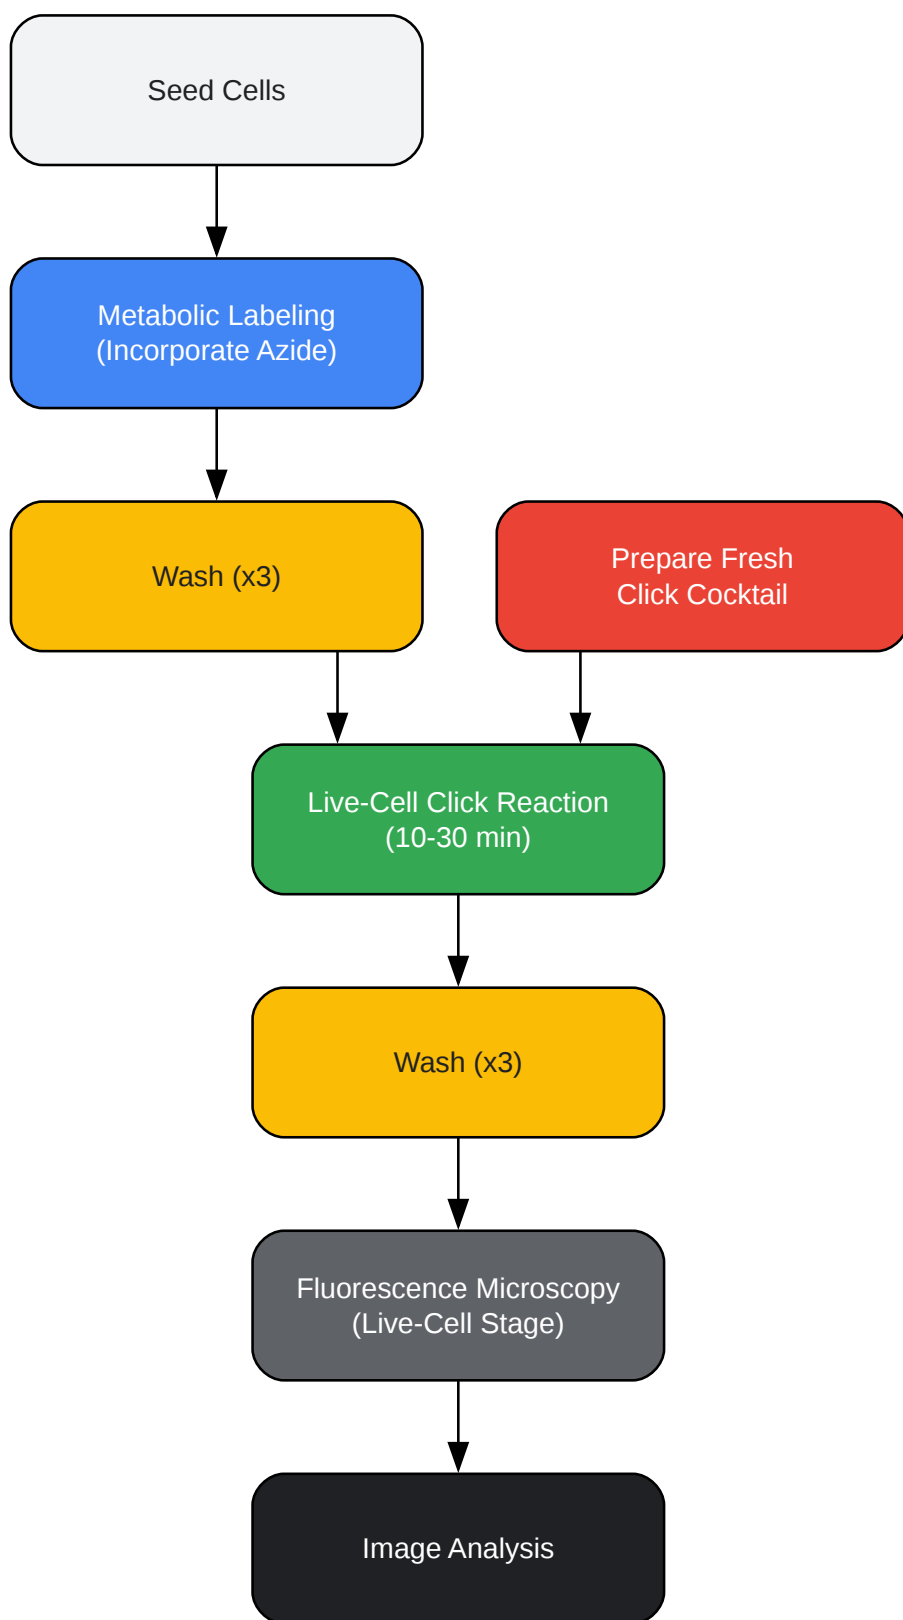 Seed Cells
Metabolic Labeling
(Incorporate Azide)
Wash (x3)
Prepare Fresh
Click Cocktail
Live-Cell Click Reaction
(10-30 min)
Wash (x3)
Fluorescence Microscopy
(Live-Cell Stage)
Image Analysis